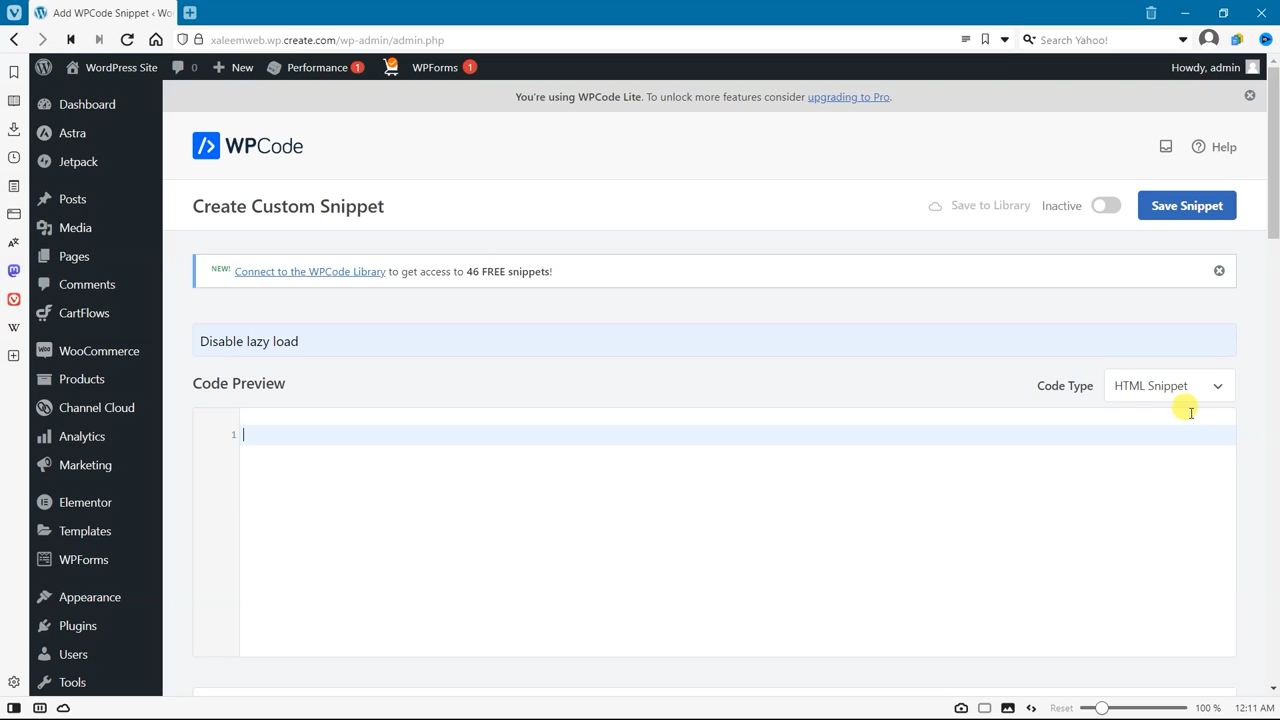 Add WPCode Snippet ‹ Wo
xaleemweb.wp.create.com/wp-admin/admin.php
Search Yahoo!
WordPress Site
0
New
Performance 1
WPForms 1
Howdy, admin
Dashboard
Astra
Jetpack
Posts
Media
Pages
Comments
CartFlows
WooCommerce
Products
Channel Cloud
Analytics
Marketing
Elementor
Templates
WPForms
Appearance
Plugins
Users
Tools
You're using WPCode Lite. To unlock more features consider upgrading to Pro.
WPCode
Help
Create Custom Snippet
Save to Library
Inactive
Save Snippet
NEW! Connect to the WPCode Library to get access to 46 FREE snippets!
Disable lazy load
Code Preview
Code Type
HTML Snippet
1
Reset
100 %
12:11 AM